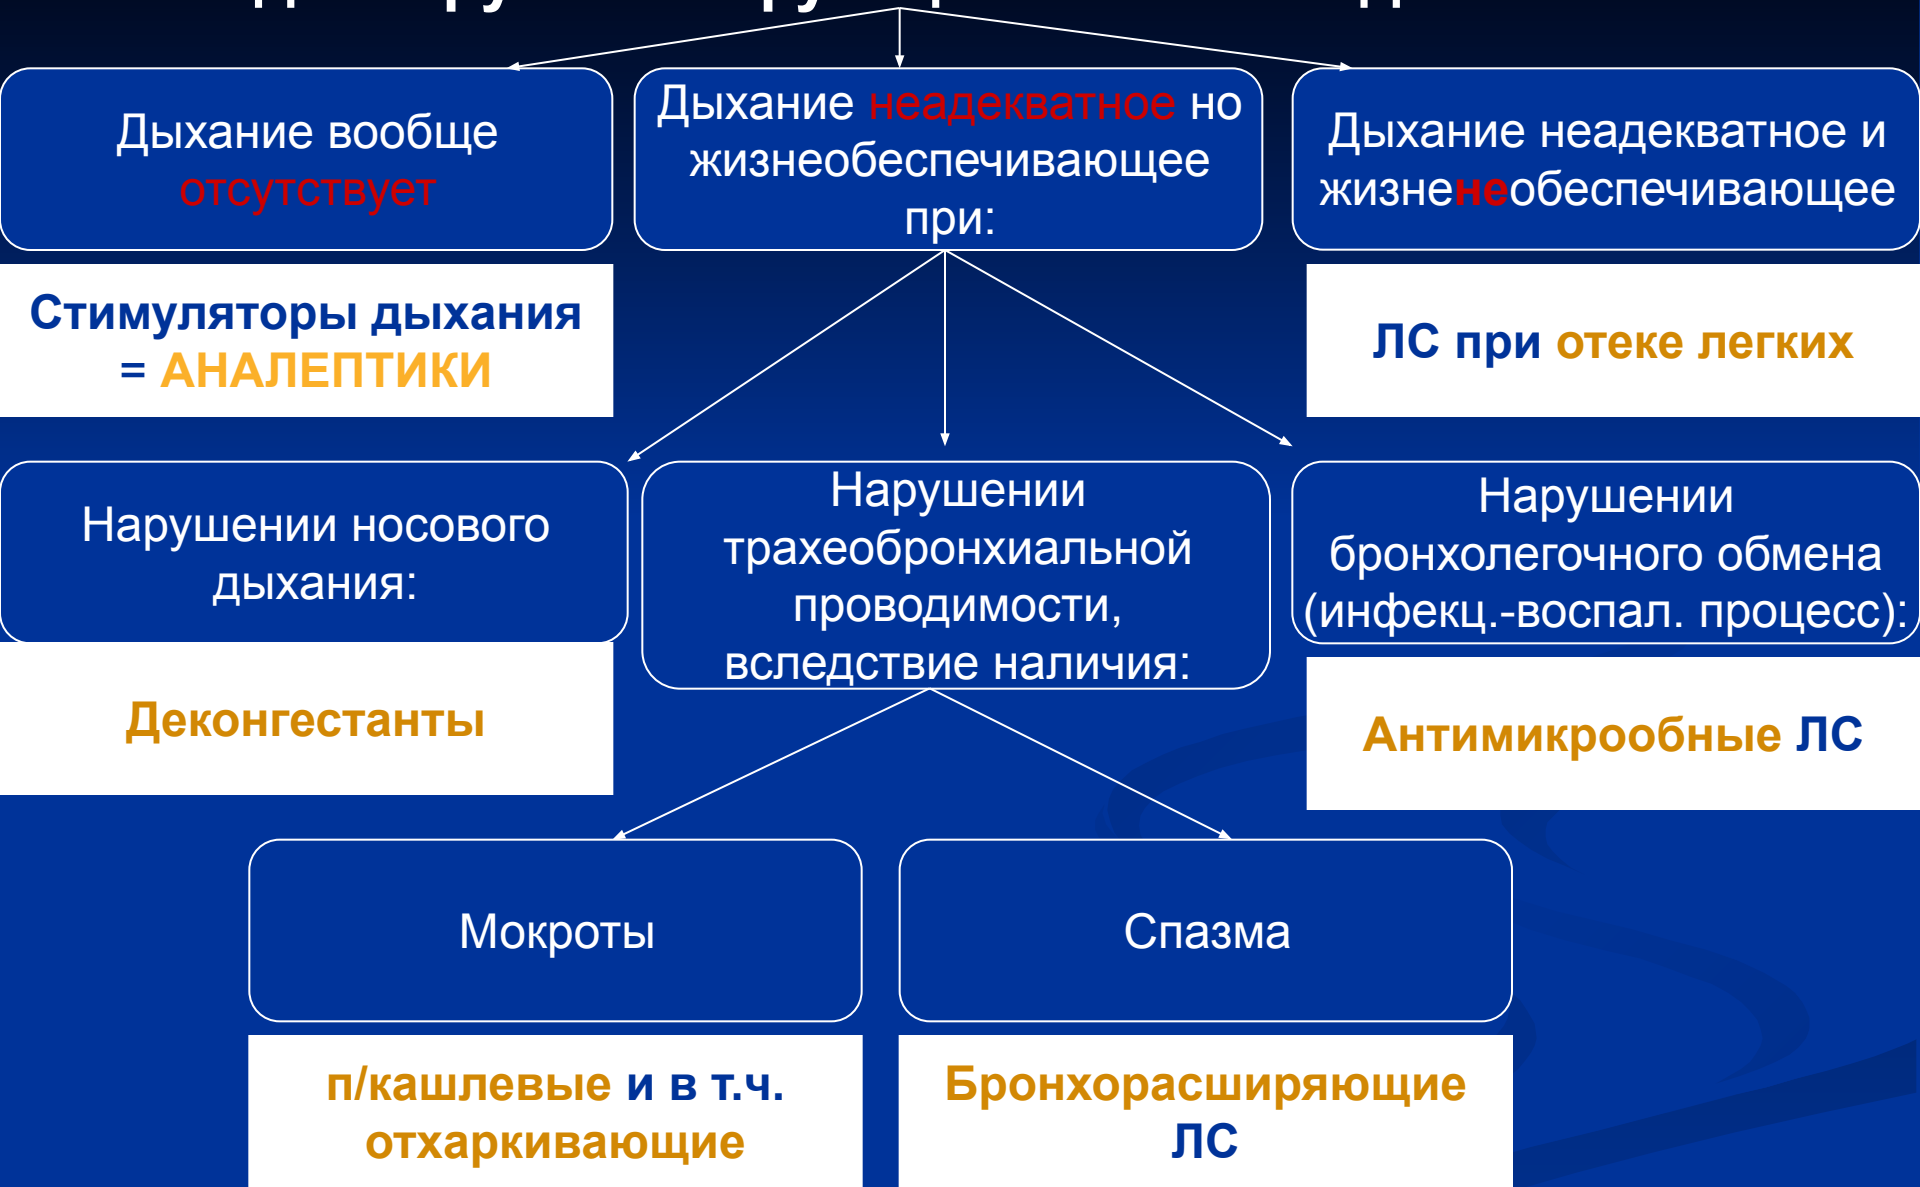 Дыхание вообще
отсутствует
Дыхание неадекватное но
жизнеобеспечивающее
при:
Дыхание неадекватное и
жизненеобеспечивающее
Стимуляторы дыхания
= АНАЛЕПТИКИ
ЛС при отеке легких
Нарушении носового
дыхания:
Нарушении
трахеобронхиальной
проводимости,
вследствие наличия:
Нарушении
бронхолегочного обмена
(инфекц.-воспал. процесс):
Деконгестанты
Антимикрообные ЛС
Мокроты
Спазма
п/кашлевые и в т.ч.
отхаркивающие
Бронхорасширяющие
ЛС